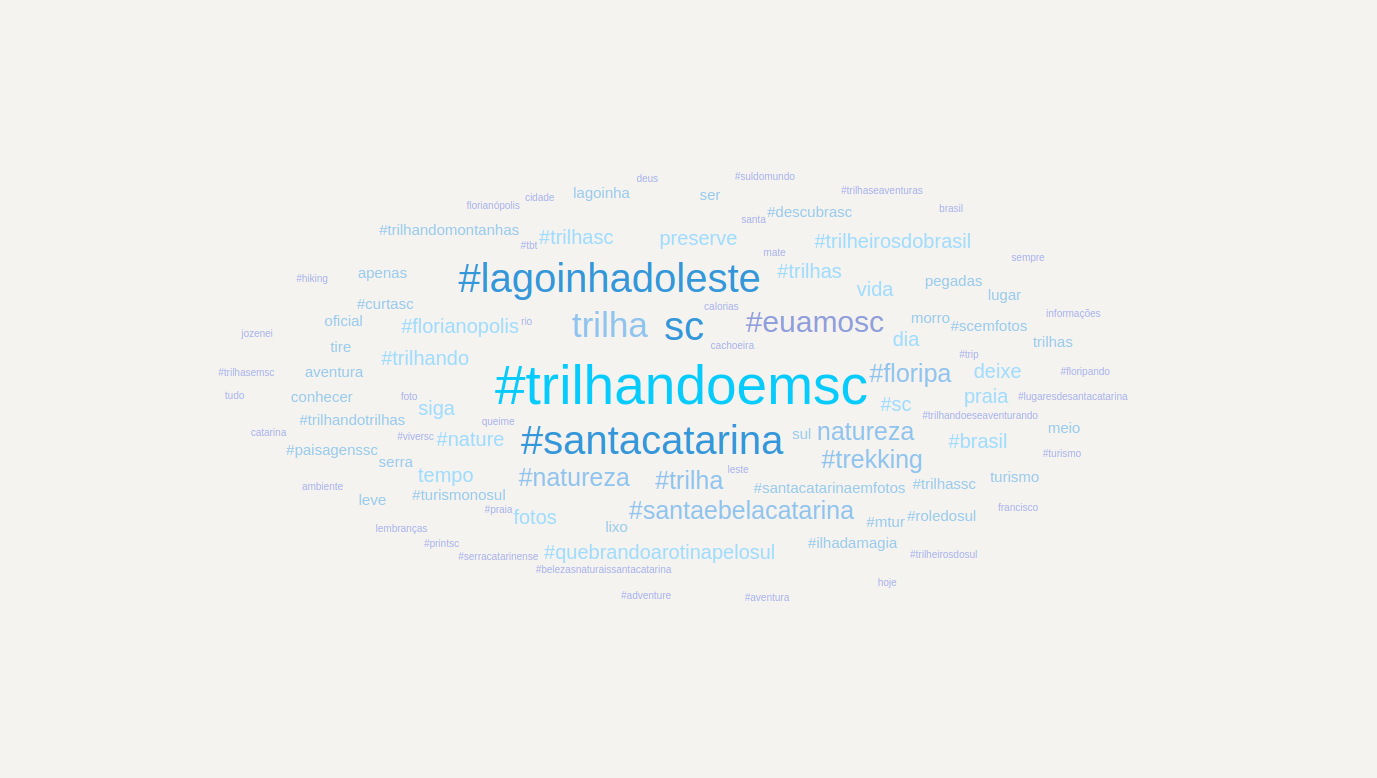 #suldomundo
deus
#trilhaseaventuras
lagoinha
ser
cidade
florianópolis
brasil
#descubrasc
santa
#trilhandomontanhas
#trilhasc
preserve
#trilheirosdobrasil
#tbt
mate
sempre
#trilhas
apenas
#hiking
#lagoinhadoleste
pegadas
vida
lugar
#curtasc
calorias
informações
oficial
#florianopolis
rio
trilha
sc
#euamosc
morro
#scemfotos
jozenei
dia
trilhas
tire
cachoeira
#trilhando
#trip
#trilhasemsc
aventura
#floripa
deixe
#floripando
#trilhandoemsc
tudo
conhecer
foto
praia
#lugaresdesantacatarina
siga
#sc
#trilhandotrilhas
queime
#trilhandoeseaventurando
catarina
#viversc
#nature
#santacatarina
sul
natureza
meio
#brasil
#paisagenssc
serra
#trekking
#turismo
tempo
#natureza
#trilha
leste
turismo
ambiente
#santacatarinaemfotos
#trilhassc
leve
#turismonosul
#praia
fotos
#santaebelacatarina
francisco
lembranças
lixo
#mtur
#roledosul
#printsc
#ilhadamagia
#serracatarinense
#quebrandoarotinapelosul
#trilheirosdosul
#belezasnaturaissantacatarina
hoje
#adventure
#aventura